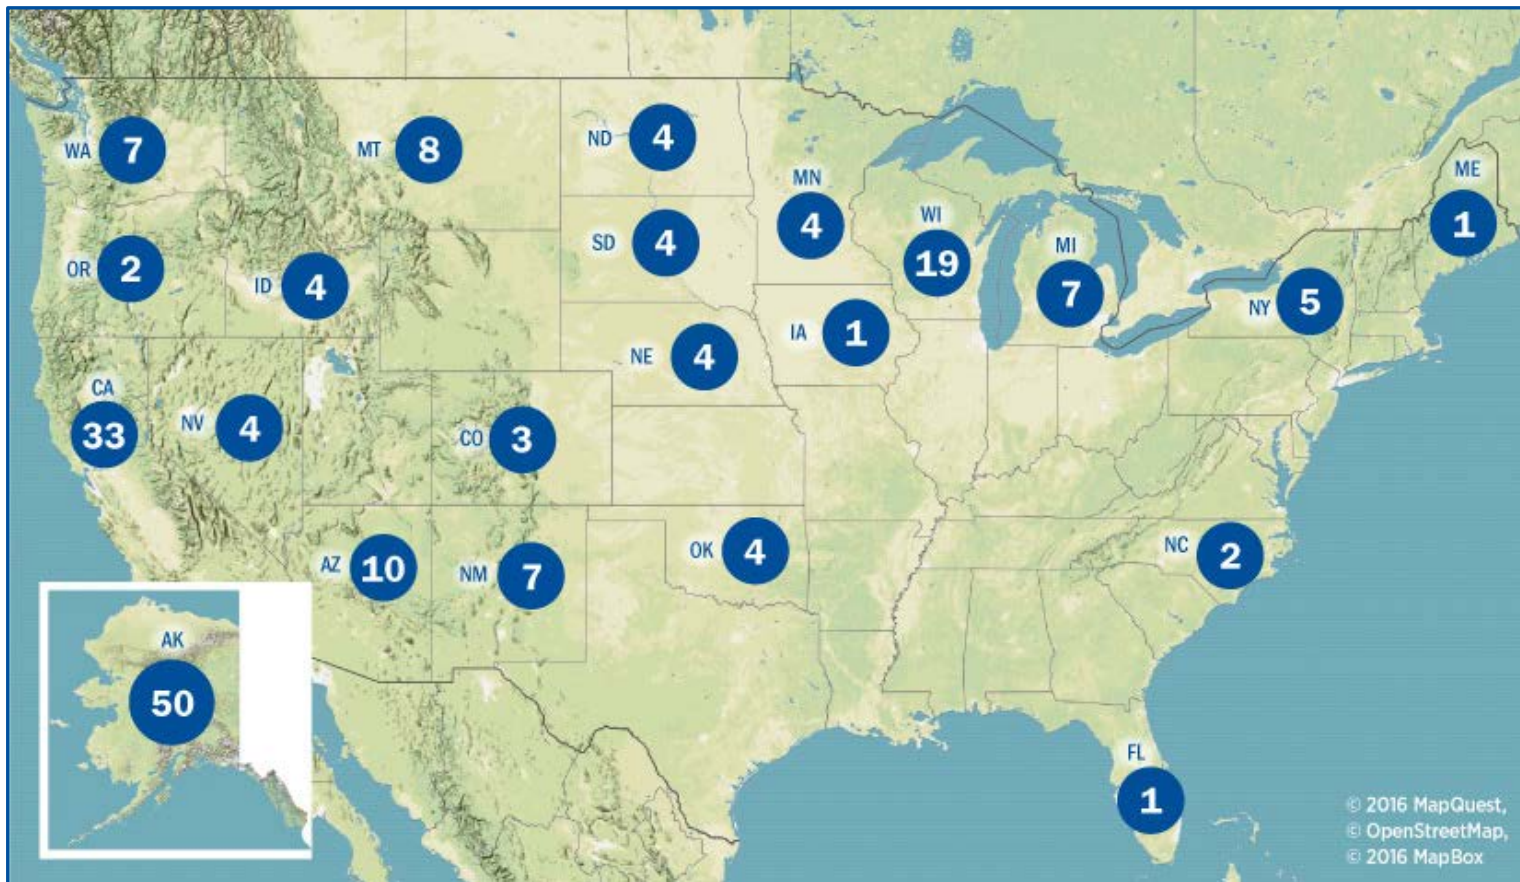 WA 7
MT 8
ND 4
MN
4
ME
1
OR 2
ID 4
SD 4
WI
19
MI
7
NY 5
IA 1
NE 4
CA
33
NV 4
CO 3
AZ 10
NM 7
OK 4
NC 2
AK
50
FL
1
© 2016 MapQuest,
© OpenStreetMap,
© 2016 MapBox